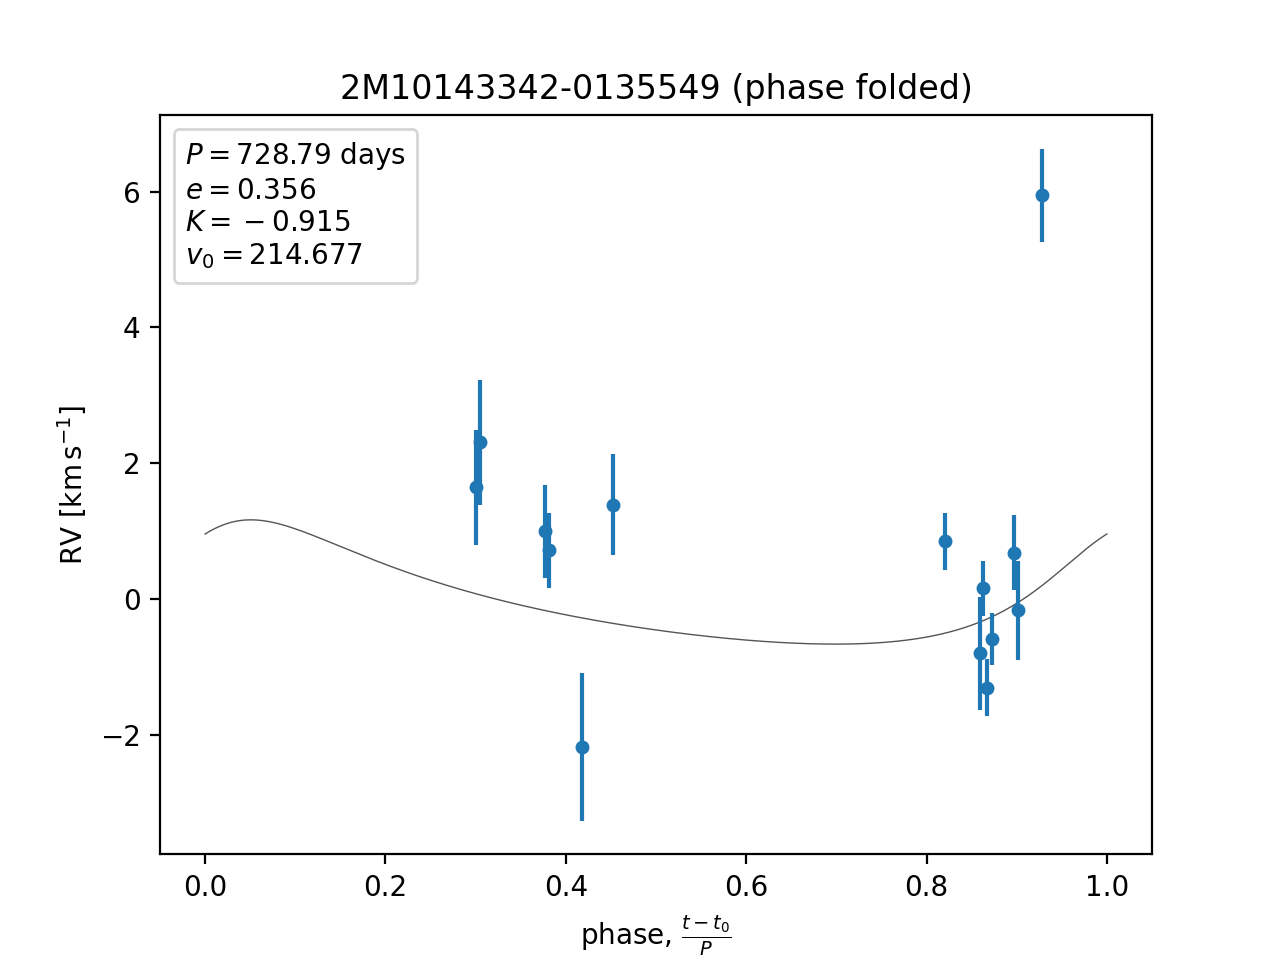 2M10143342-0135549 (phase folded)
P = 728.79 days
e = 0.356
K = −0.915
v₀ = 214.677
6
4
2
0
−2
RV [km s⁻¹]
0.0 0.2 0.4 0.6 0.8 1.0
phase, (t − t₀)/P